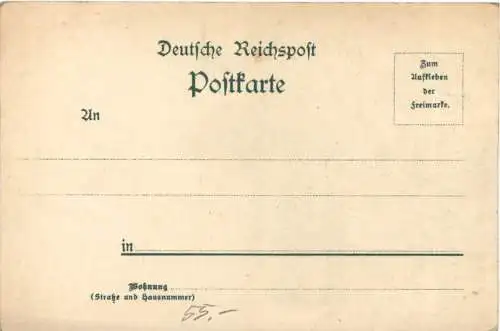 Deutſche Reichspost
Poſtkarte
Zum
Aufkleben
der
Freimarke.
An
in
Wohnung
(Straße und Hausnummer)
55,-